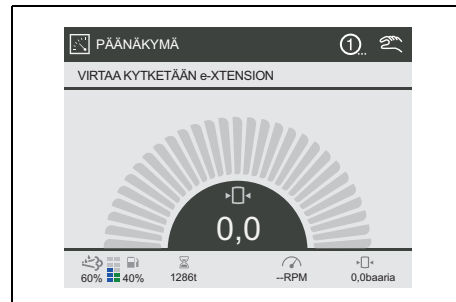 PÄÄNÄKYMÄ 1...
VIRTAA KYTKETÄÄN e-XTENSION
0,0
60% 40% 1286t --RPM 0,0baaria